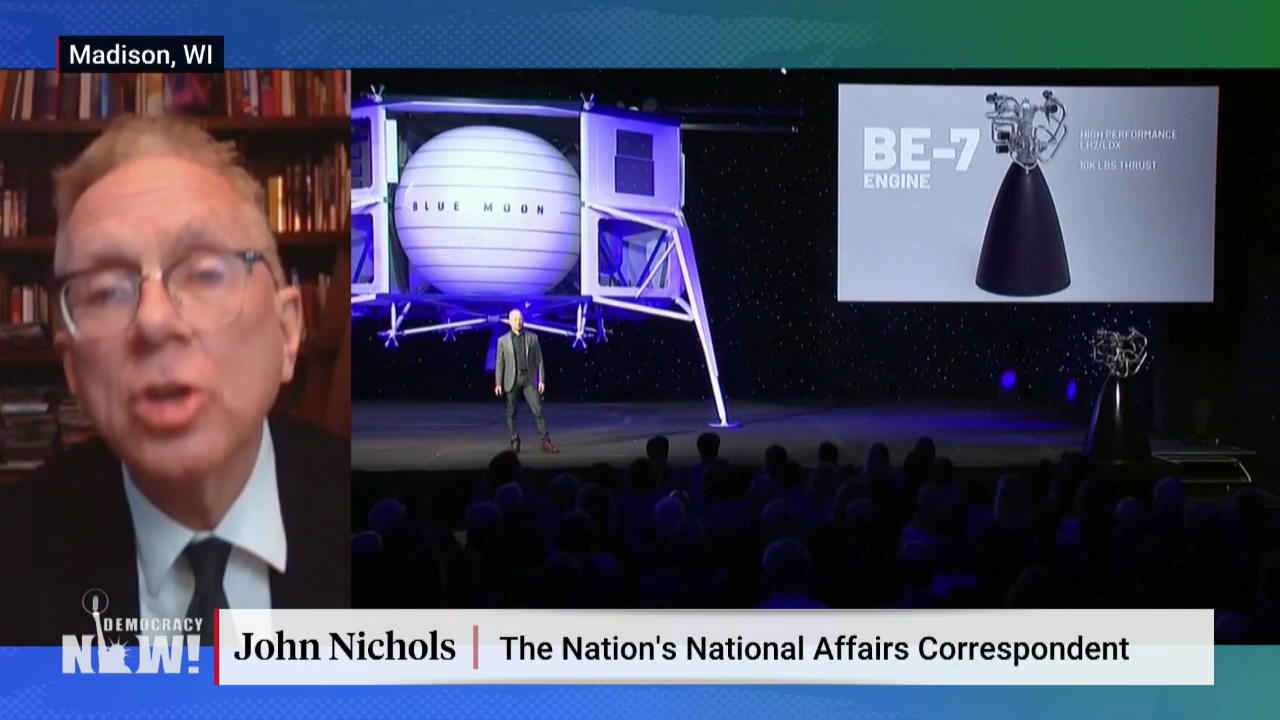 Madison, WI
BLUE MOON
BE-7
ENGINE
HIGH PERFORMANCE
LH2/LOX
10K LBS THRUST
DEMOCRACY
NOW!
John Nichols
The Nation's National Affairs Correspondent